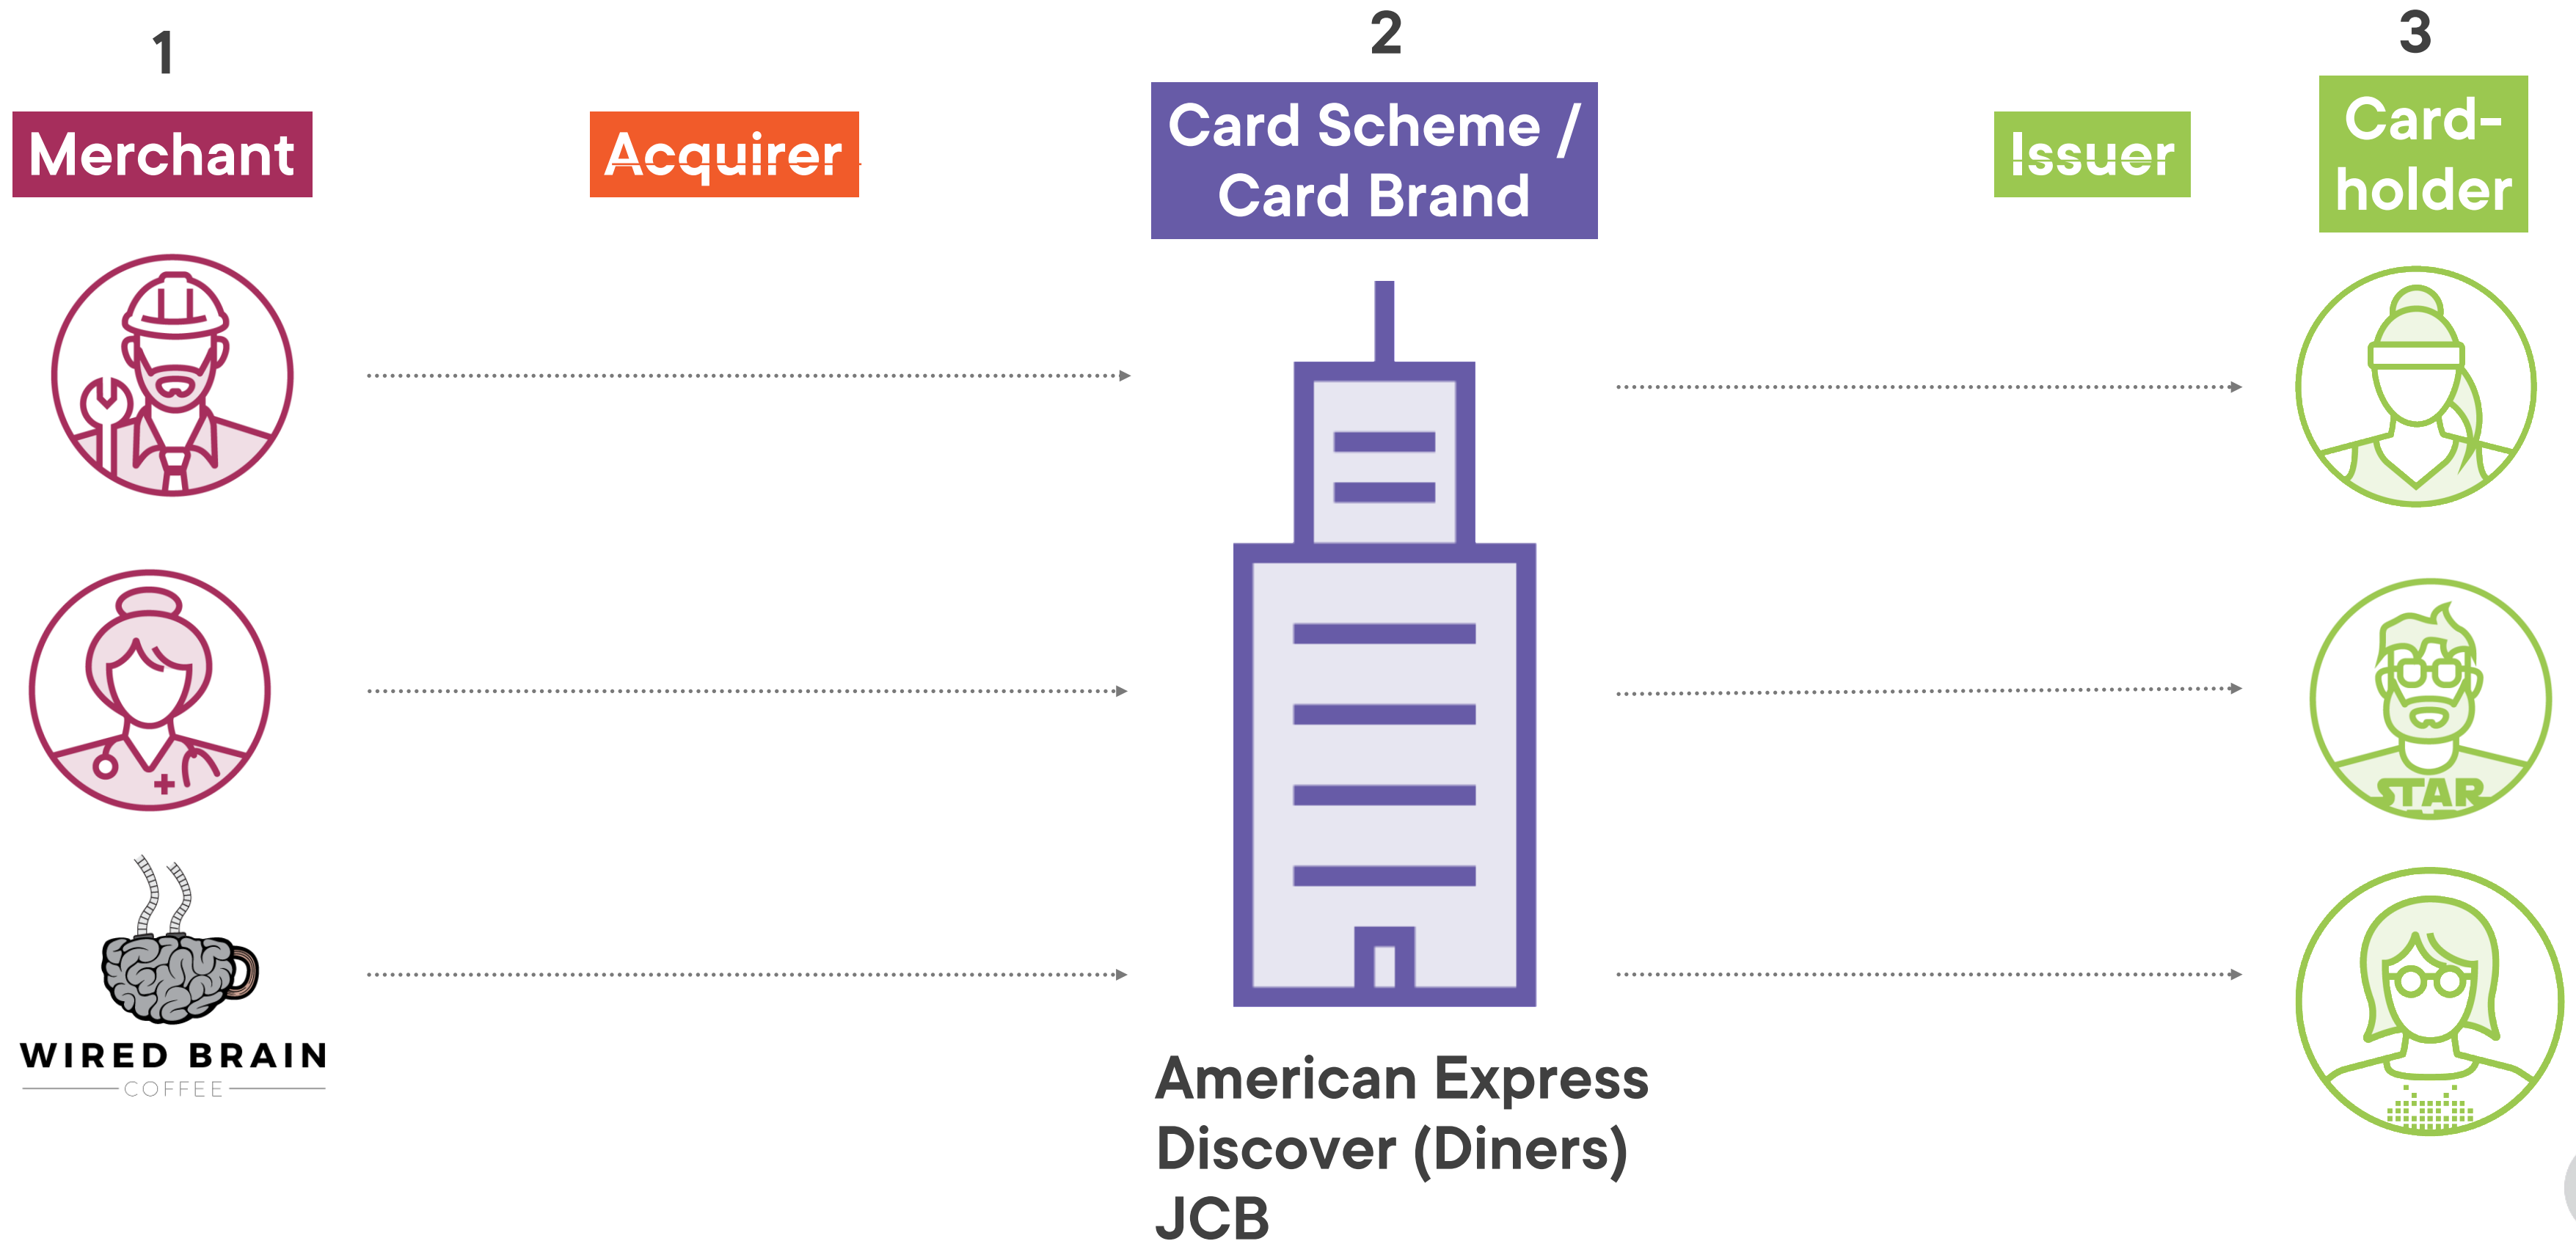 1
2
3
Merchant
Acquirer
Card Scheme /
Card Brand
Issuer
Card-
holder
STAR
WIRED BRAIN
COFFEE
American Express
Discover (Diners)
JCB